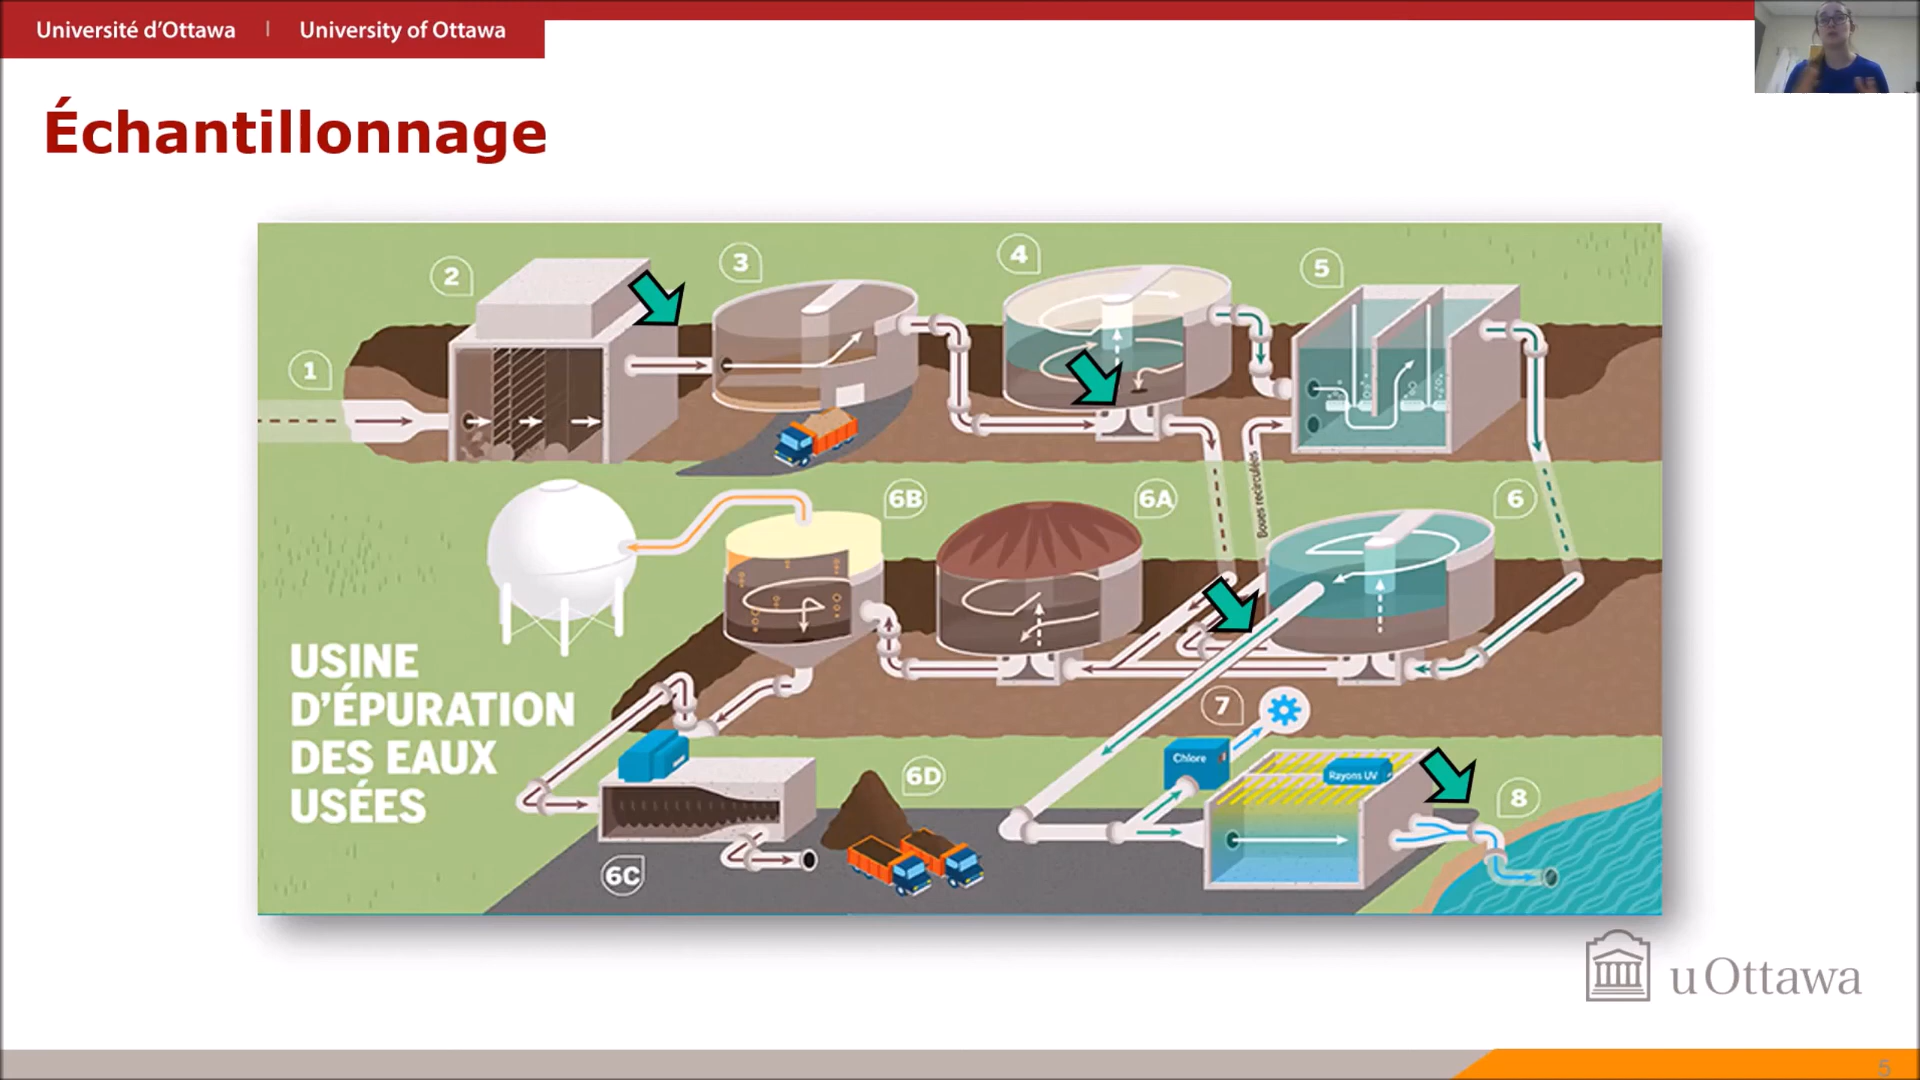 Université d'Ottawa | University of Ottawa
Échantillonnage
1
2
3
4
5
Boues recirculées
6B
6A
6
USINE
D'ÉPURATION
DES EAUX
USÉES
7
Chlore
Rayons UV
8
6D
6C
uOttawa
5